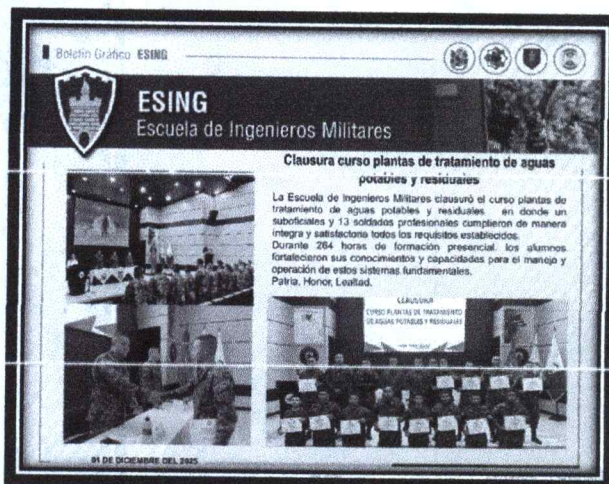 Boletín Gráfico ESING
ESING
Escuela de Ingenieros Militares
Clausura curso plantas de tratamiento de aguas
potables y residuales
La Escuela de Ingenieros Militares clausuró el curso plantas de
tratamiento de aguas potables y residuales en donde un
suboficiales y 13 soldados profesionales cumplieron de manera
íntegra y satisfactoria todos los requisitos establecidos.
Durante 264 horas de formación presencial, los alumnos
fortalecieron sus conocimientos y capacidades para el manejo y
operación de estos sistemas fundamentales.
Patria, Honor, Lealtad.
CLAUSURA
CURSO PLANTAS DE TRATAMIENTO
DE AGUAS POTABLES Y RESIDUALES
01 DE DICIEMBRE DEL 2025